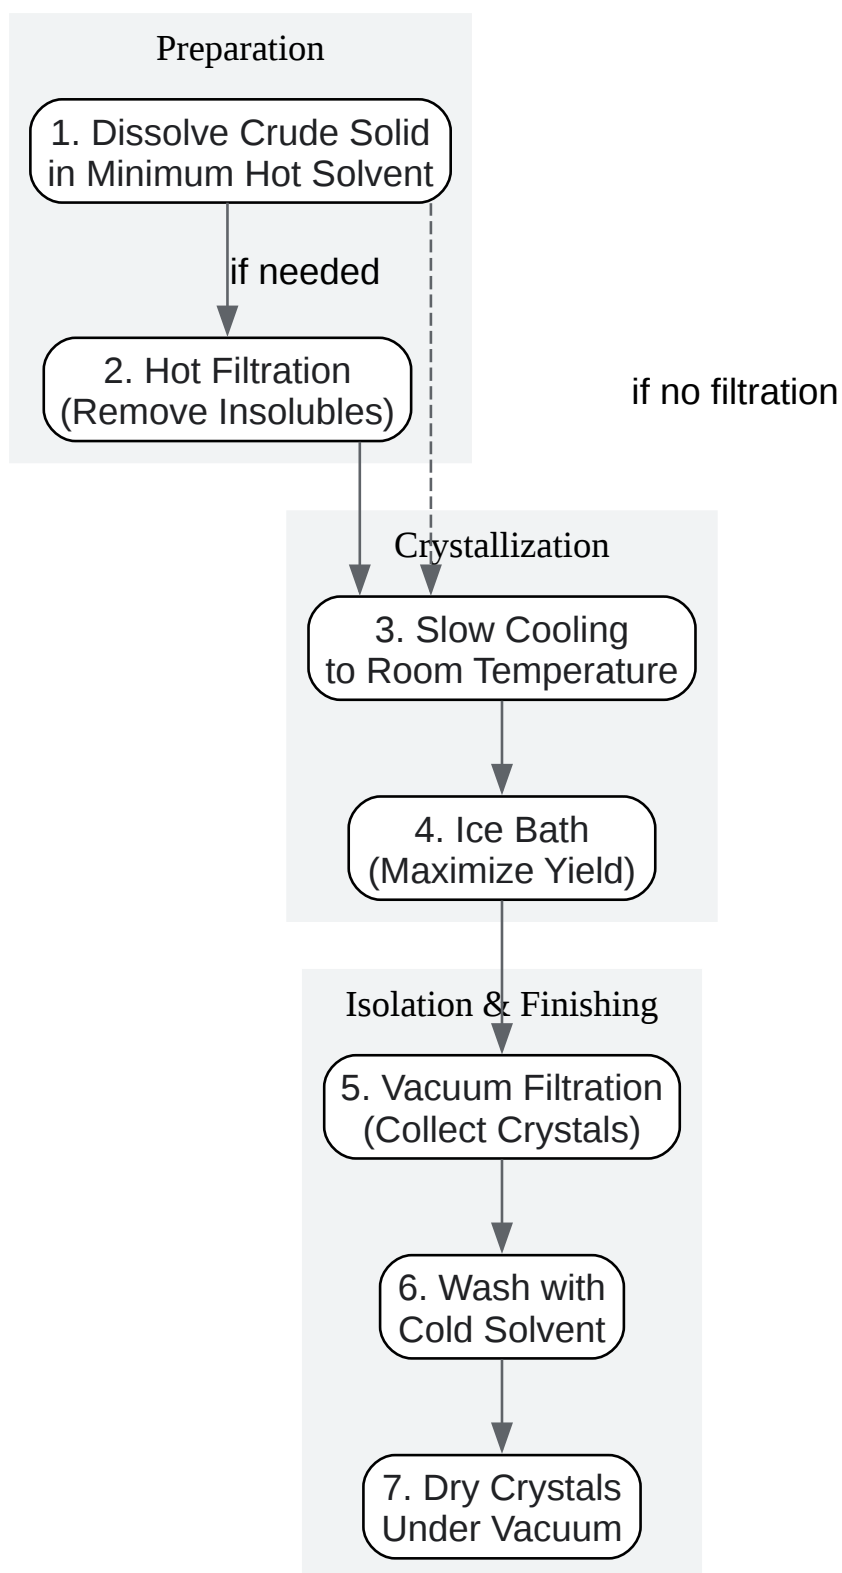 Preparation
1. Dissolve Crude Solid
in Minimum Hot Solvent
if needed
2. Hot Filtration
(Remove Insolubles)
if no filtration
Crystallization
3. Slow Cooling
to Room Temperature
4. Ice Bath
(Maximize Yield)
Isolation & Finishing
5. Vacuum Filtration
(Collect Crystals)
6. Wash with
Cold Solvent
7. Dry Crystals
Under Vacuum